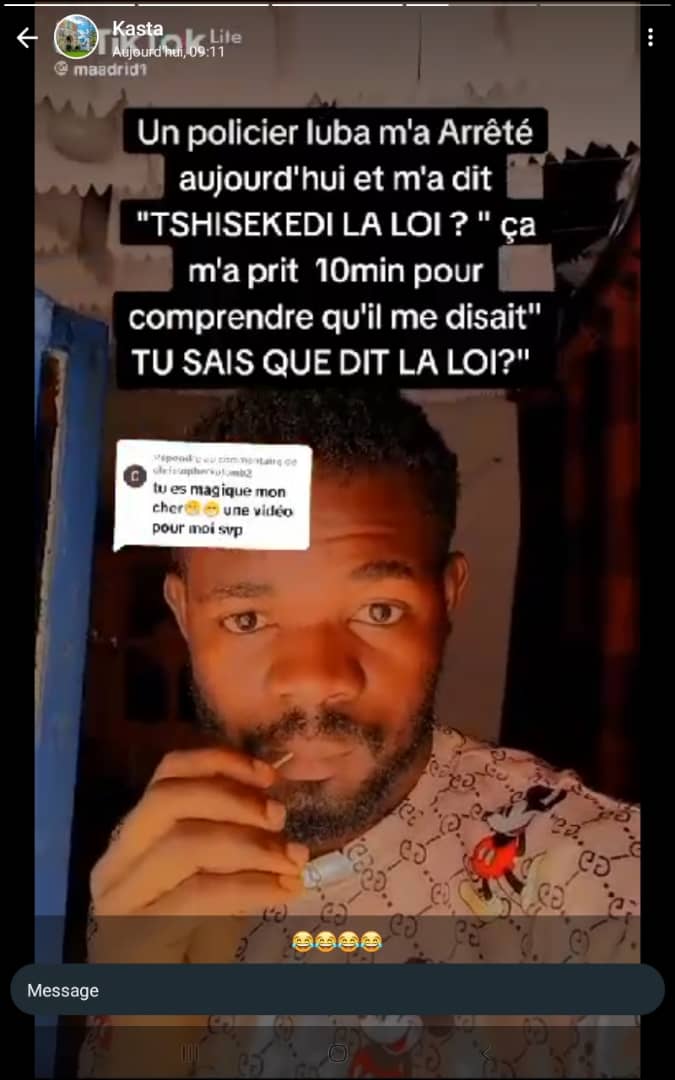 TikTok Lite
Kasta
Aujourd'hui, 09:11
@ maadrid1
Un policier luba m'a Arrêté
aujourd'hui et m'a dit
"TSHISEKEDI LA LOI ? " ça
m'a prit 10min pour
comprendre qu'il me disait"
TU SAIS QUE DIT LA LOI?"
commentaire de
C
tu es magique mon
cher😁😁 une vidéo
pour moi svp
😂😂😂😂
Message